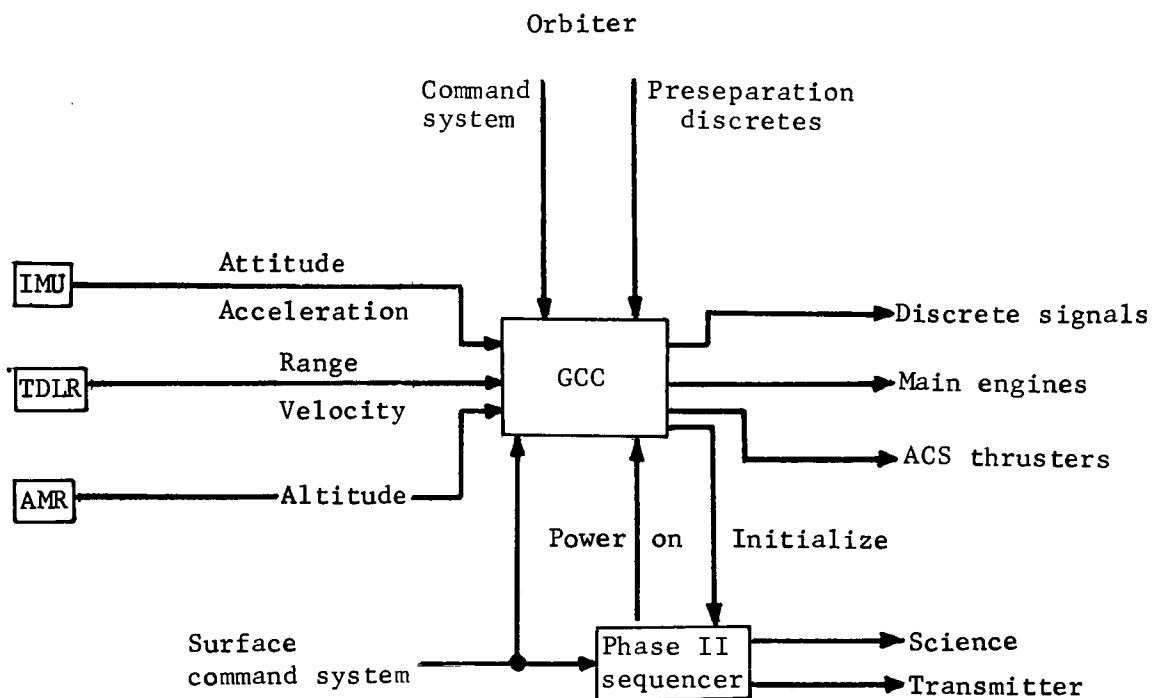 Orbiter
Command
system
Preseparation
discretes
IMU
Attitude
Acceleration
TDLR
Range
Velocity
AMR
Altitude
GCC
Discrete signals
Main engines
ACS thrusters
Power on
Initialize
Surface
command system
Phase II
sequencer
Science
Transmitter